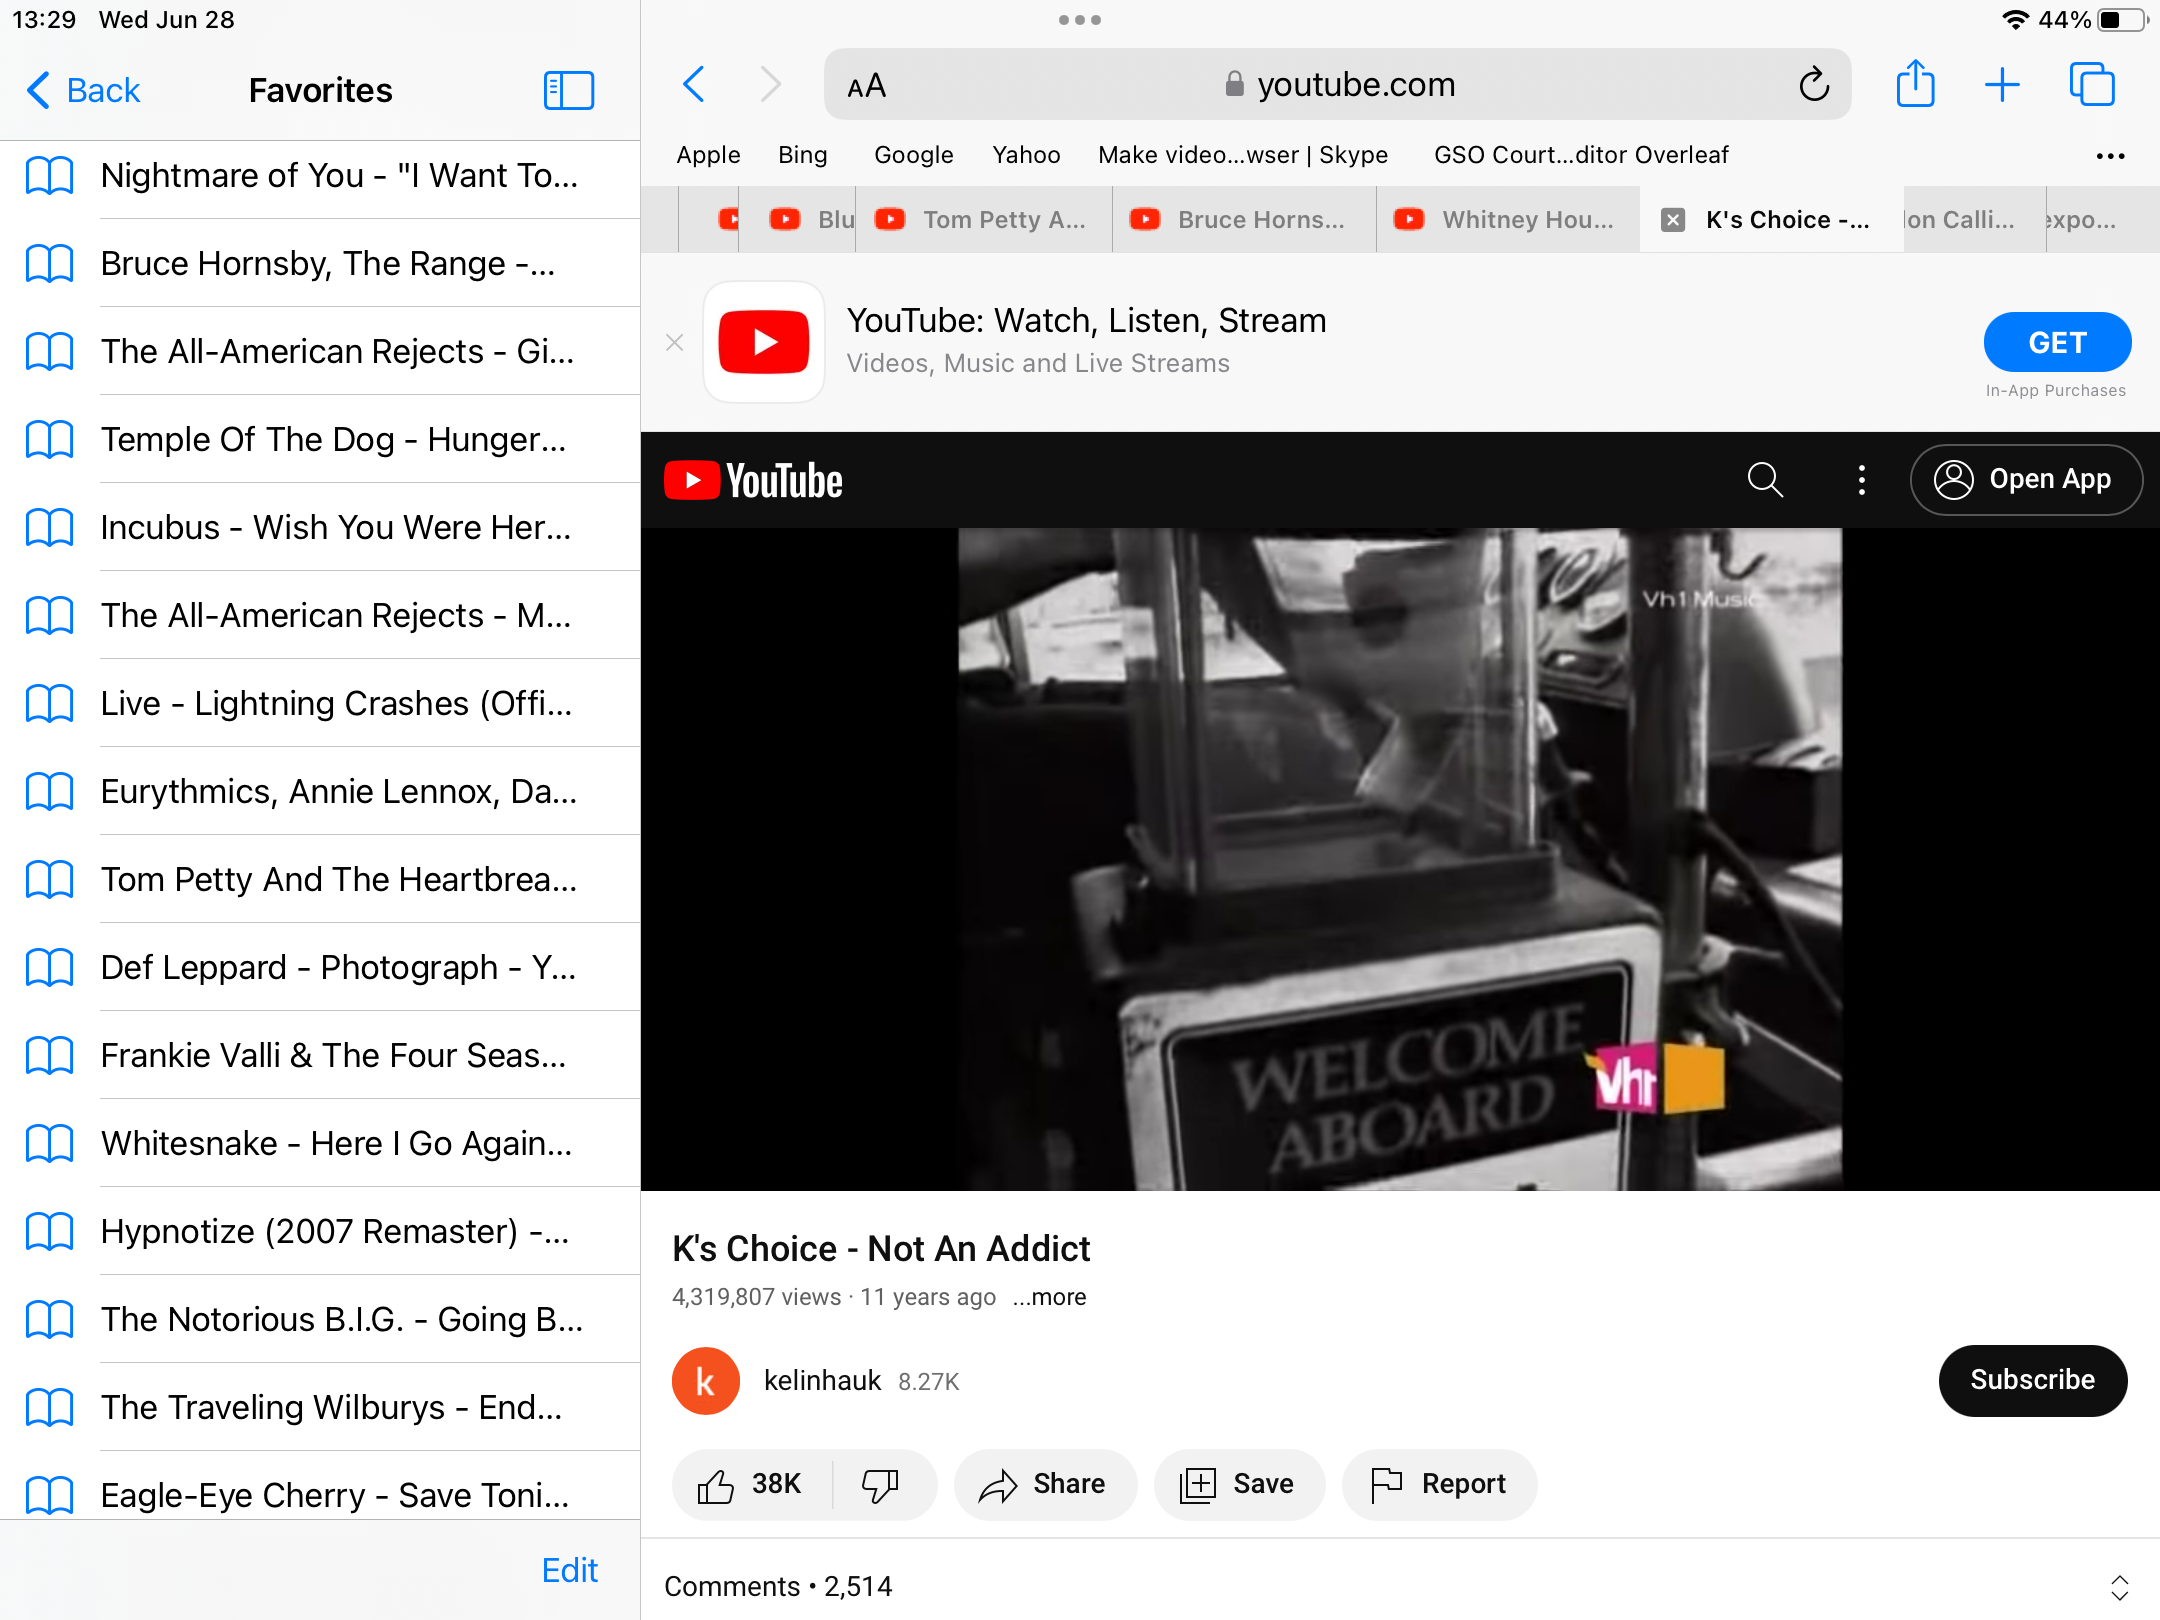 13:29 Wed Jun 28
44%
Back
Favorites
Nightmare of You - "I Want To...
Bruce Hornsby, The Range -...
The All-American Rejects - Gi...
Temple Of The Dog - Hunger...
Incubus - Wish You Were Her...
The All-American Rejects - M...
Live - Lightning Crashes (Offi...
Eurythmics, Annie Lennox, Da...
Tom Petty And The Heartbrea...
Def Leppard - Photograph - Y...
Frankie Valli & The Four Seas...
Whitesnake - Here I Go Again...
Hypnotize (2007 Remaster) -...
The Notorious B.I.G. - Going B...
The Traveling Wilburys - End...
Eagle-Eye Cherry - Save Toni...
Edit
AA youtube.com
Apple Bing Google Yahoo Make video...wser | Skype GSO Court...ditor Overleaf
Blu Tom Petty A... Bruce Horns... Whitney Hou... K's Choice -... on Calli... expo...
YouTube: Watch, Listen, Stream
Videos, Music and Live Streams
GET
In-App Purchases
YouTube
Open App
Vh1 Music
WELCOME
ABOARD
vh1
K's Choice - Not An Addict
4,319,807 views · 11 years ago ...more
k
kelinhauk 8.27K
Subscribe
38K
Share
Save
Report
Comments • 2,514